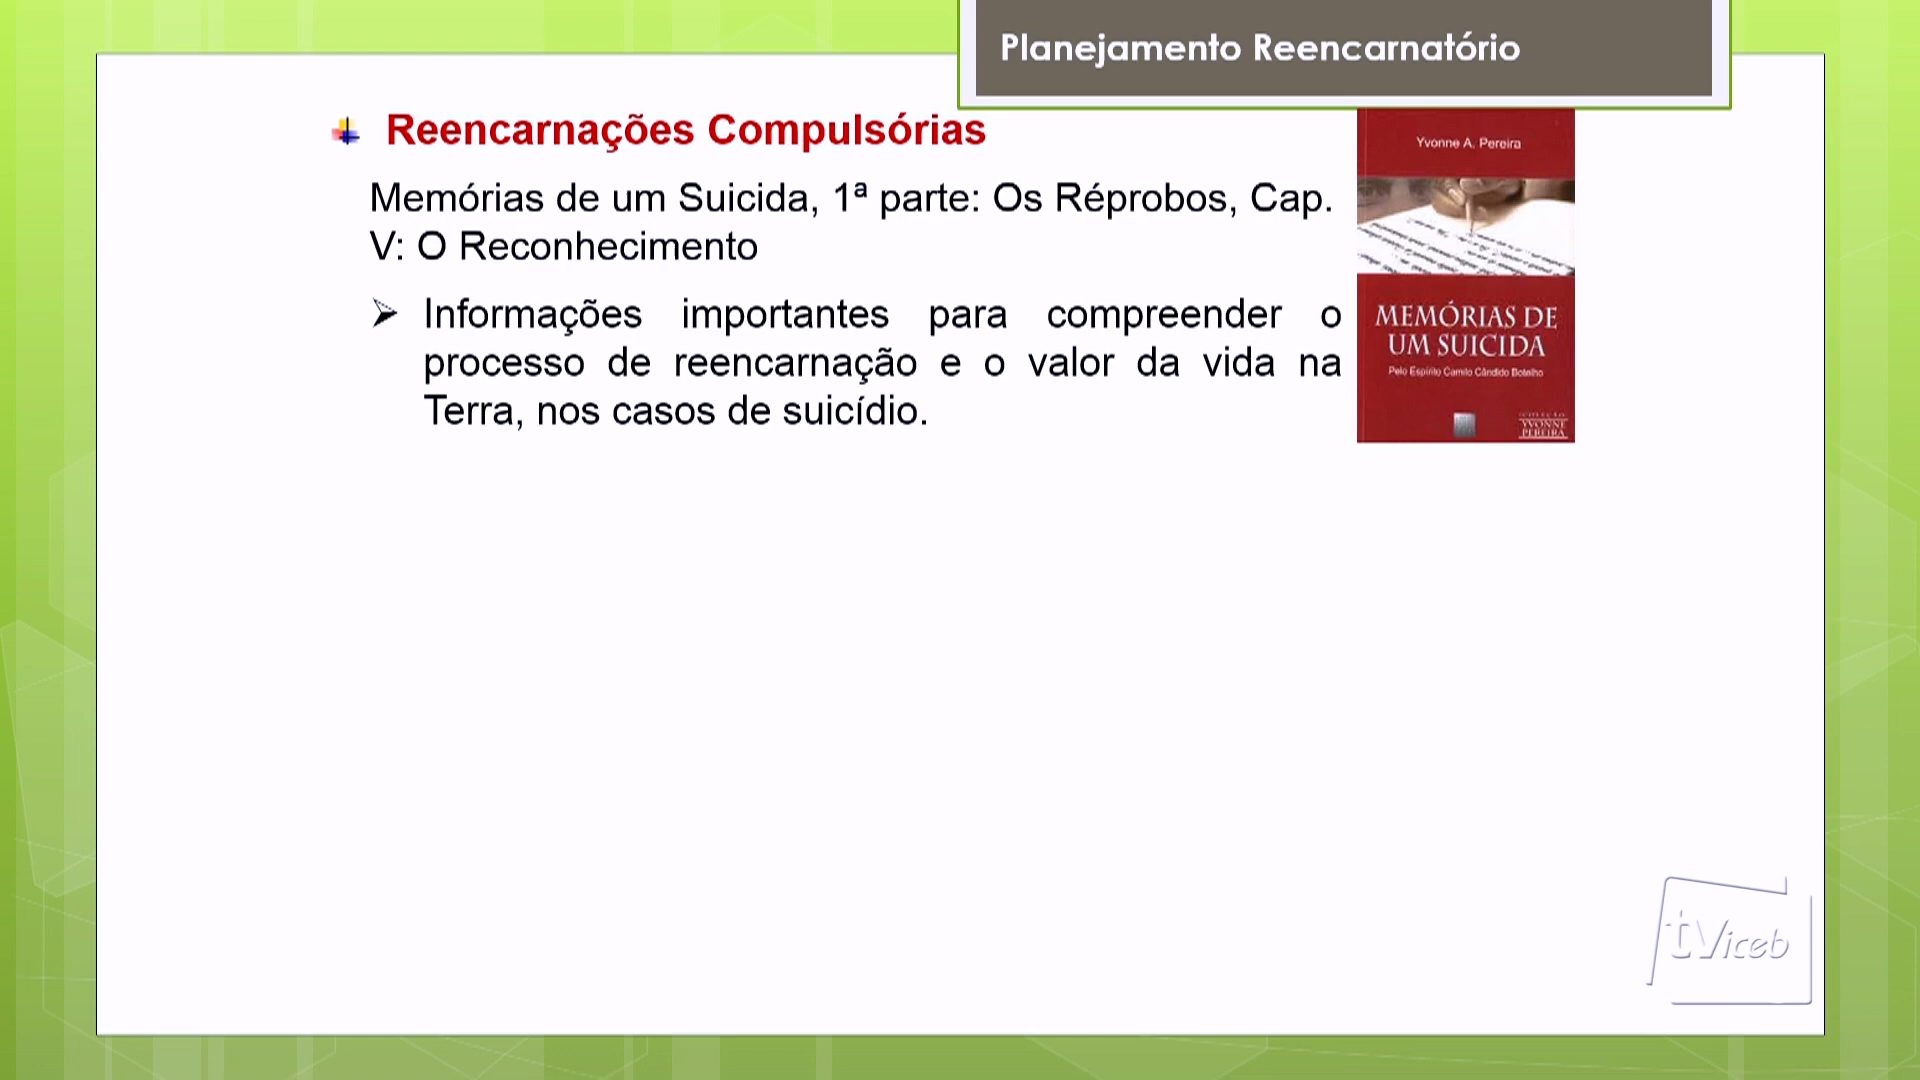 Planejamento Reencarnatório
Reencarnações Compulsórias
Memórias de um Suicida, 1ª parte: Os Réprobos, Cap.
V: O Reconhecimento
Informações importantes para compreender o
processo de reencarnação e o valor da vida na
Terra, nos casos de suicídio.
Yvonne A. Pereira
MEMÓRIAS DE
UM SUICIDA
Pelo Espírito Camilo Cândido Botelho
COLEÇÃO
YVONNE
PEREIRA
tViceb